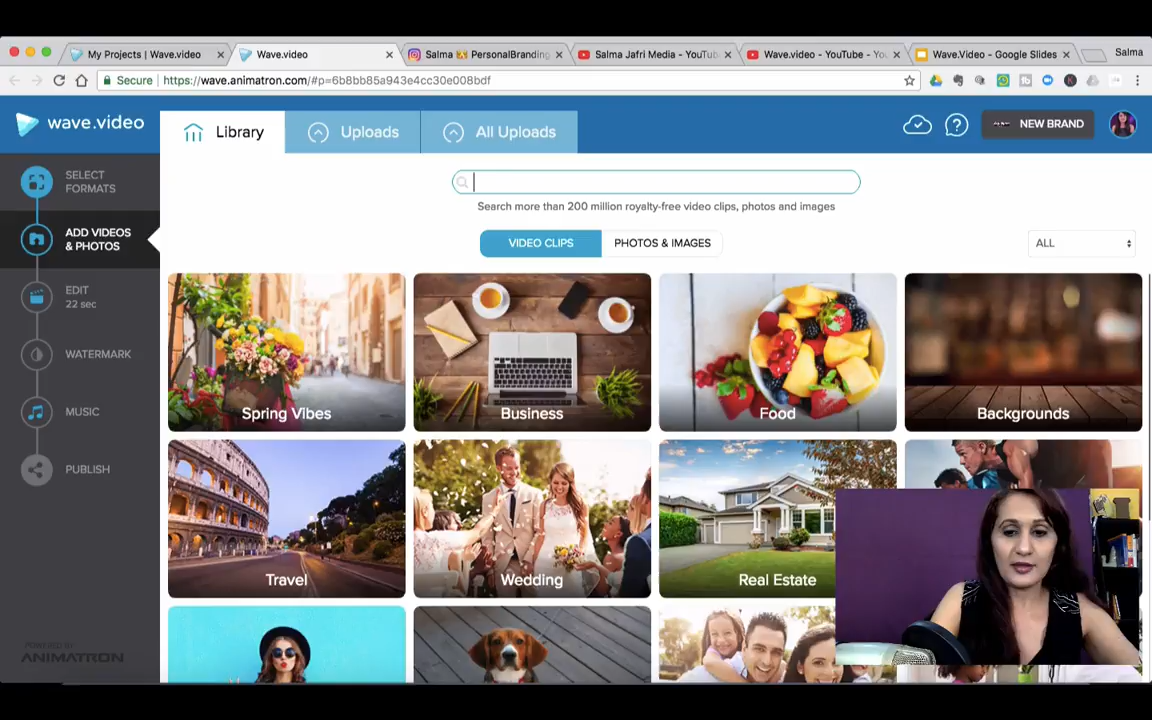 My Projects | Wave.video
Wave.video
Salma
PersonalBranding
Salma Jafri Media - YouTub
Wave.video - YouTube - Yo
Wave.Video - Google Slides
Salma
Secure | https://wave.animatron.com/#p=6b8bb85a943e4cc30e008bdf
wave.video
Library
Uploads
All Uploads
NEW BRAND
SELECT
FORMATS
ADD VIDEOS
& PHOTOS
EDIT
22 sec
WATERMARK
MUSIC
PUBLISH
POWERED BY
ANIMATRON
Search more than 200 million royalty-free video clips, photos and images
VIDEO CLIPS
PHOTOS & IMAGES
ALL
Spring Vibes
Business
Food
Backgrounds
Travel
Wedding
Real Estate